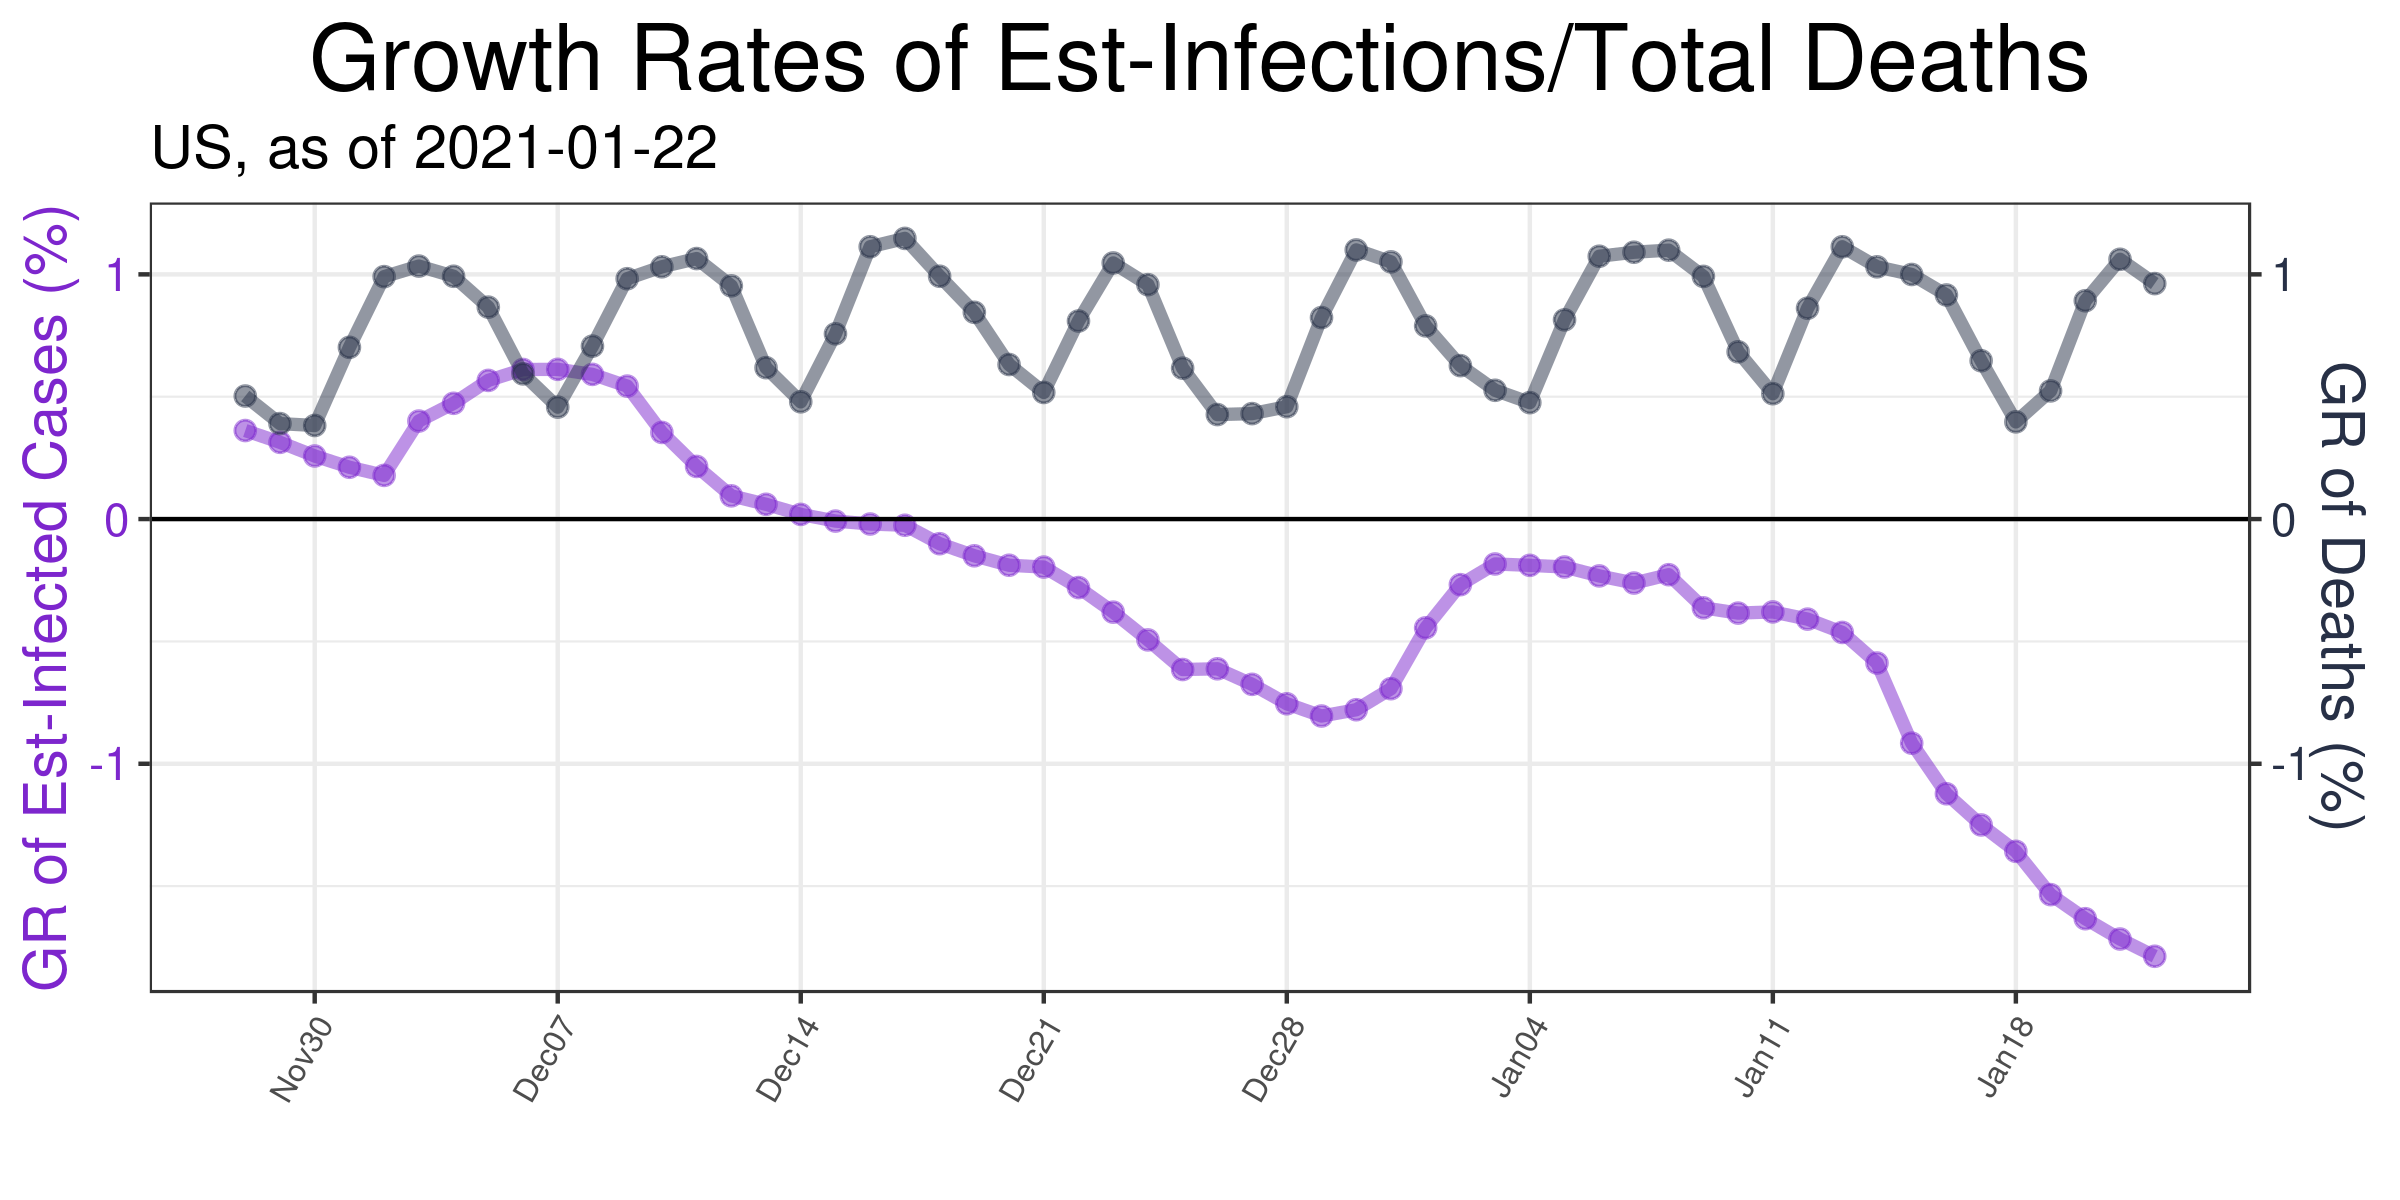 Growth Rates of Est-Infections/Total Deaths
US, as of 2021-01-22
GR of Est-Infected Cases (%)
1
0
-1
1
0
-1
GR of Deaths (%)
Nov30
Dec07
Dec14
Dec21
Dec28
Jan04
Jan11
Jan18